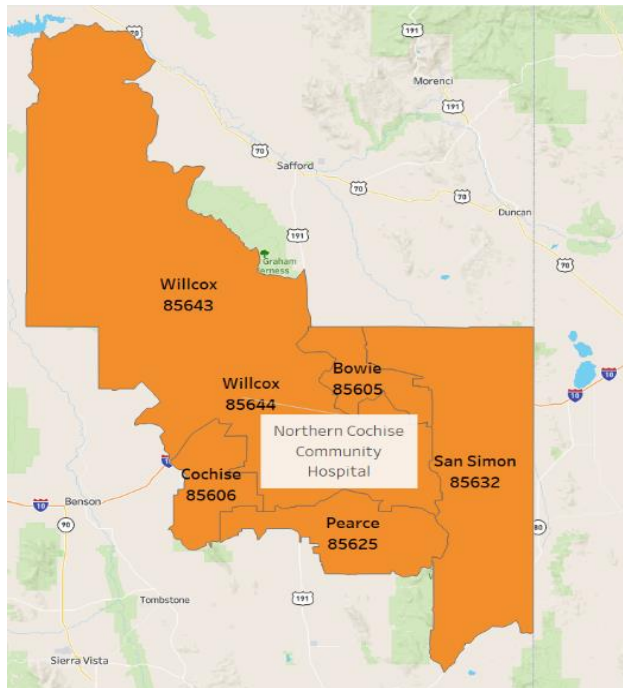 70
191
Morenci
191
70
Safford
70
70
Duncan
191
Graham
erness
70
Willcox
85643
Bowie
85605
10
Willcox
85644
10
Northern Cochise
Community
Hospital
San Simon
85632
Cochise
85606
Benson
10
90
Pearce
85625
80
Tombstone
191
Sierra Vista